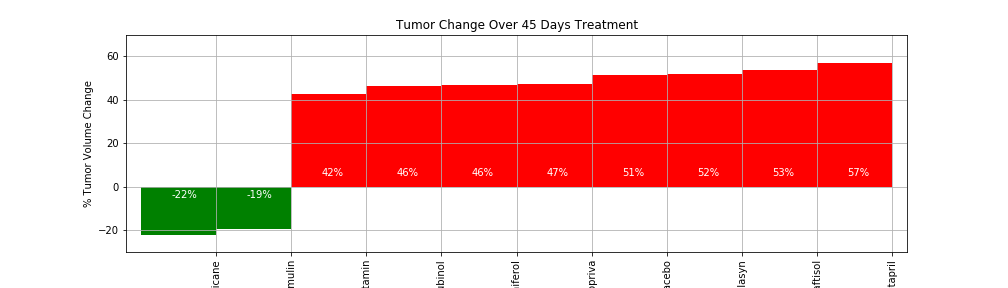 Tumor Change Over 45 Days Treatment
% Tumor Volume Change
60
40
20
0
−20
-22%
-19%
42%
46%
46%
47%
51%
52%
53%
57%
icane
mulin
tamin
ubinol
niferol
opriva
acebo
lasyn
aftisol
tapril